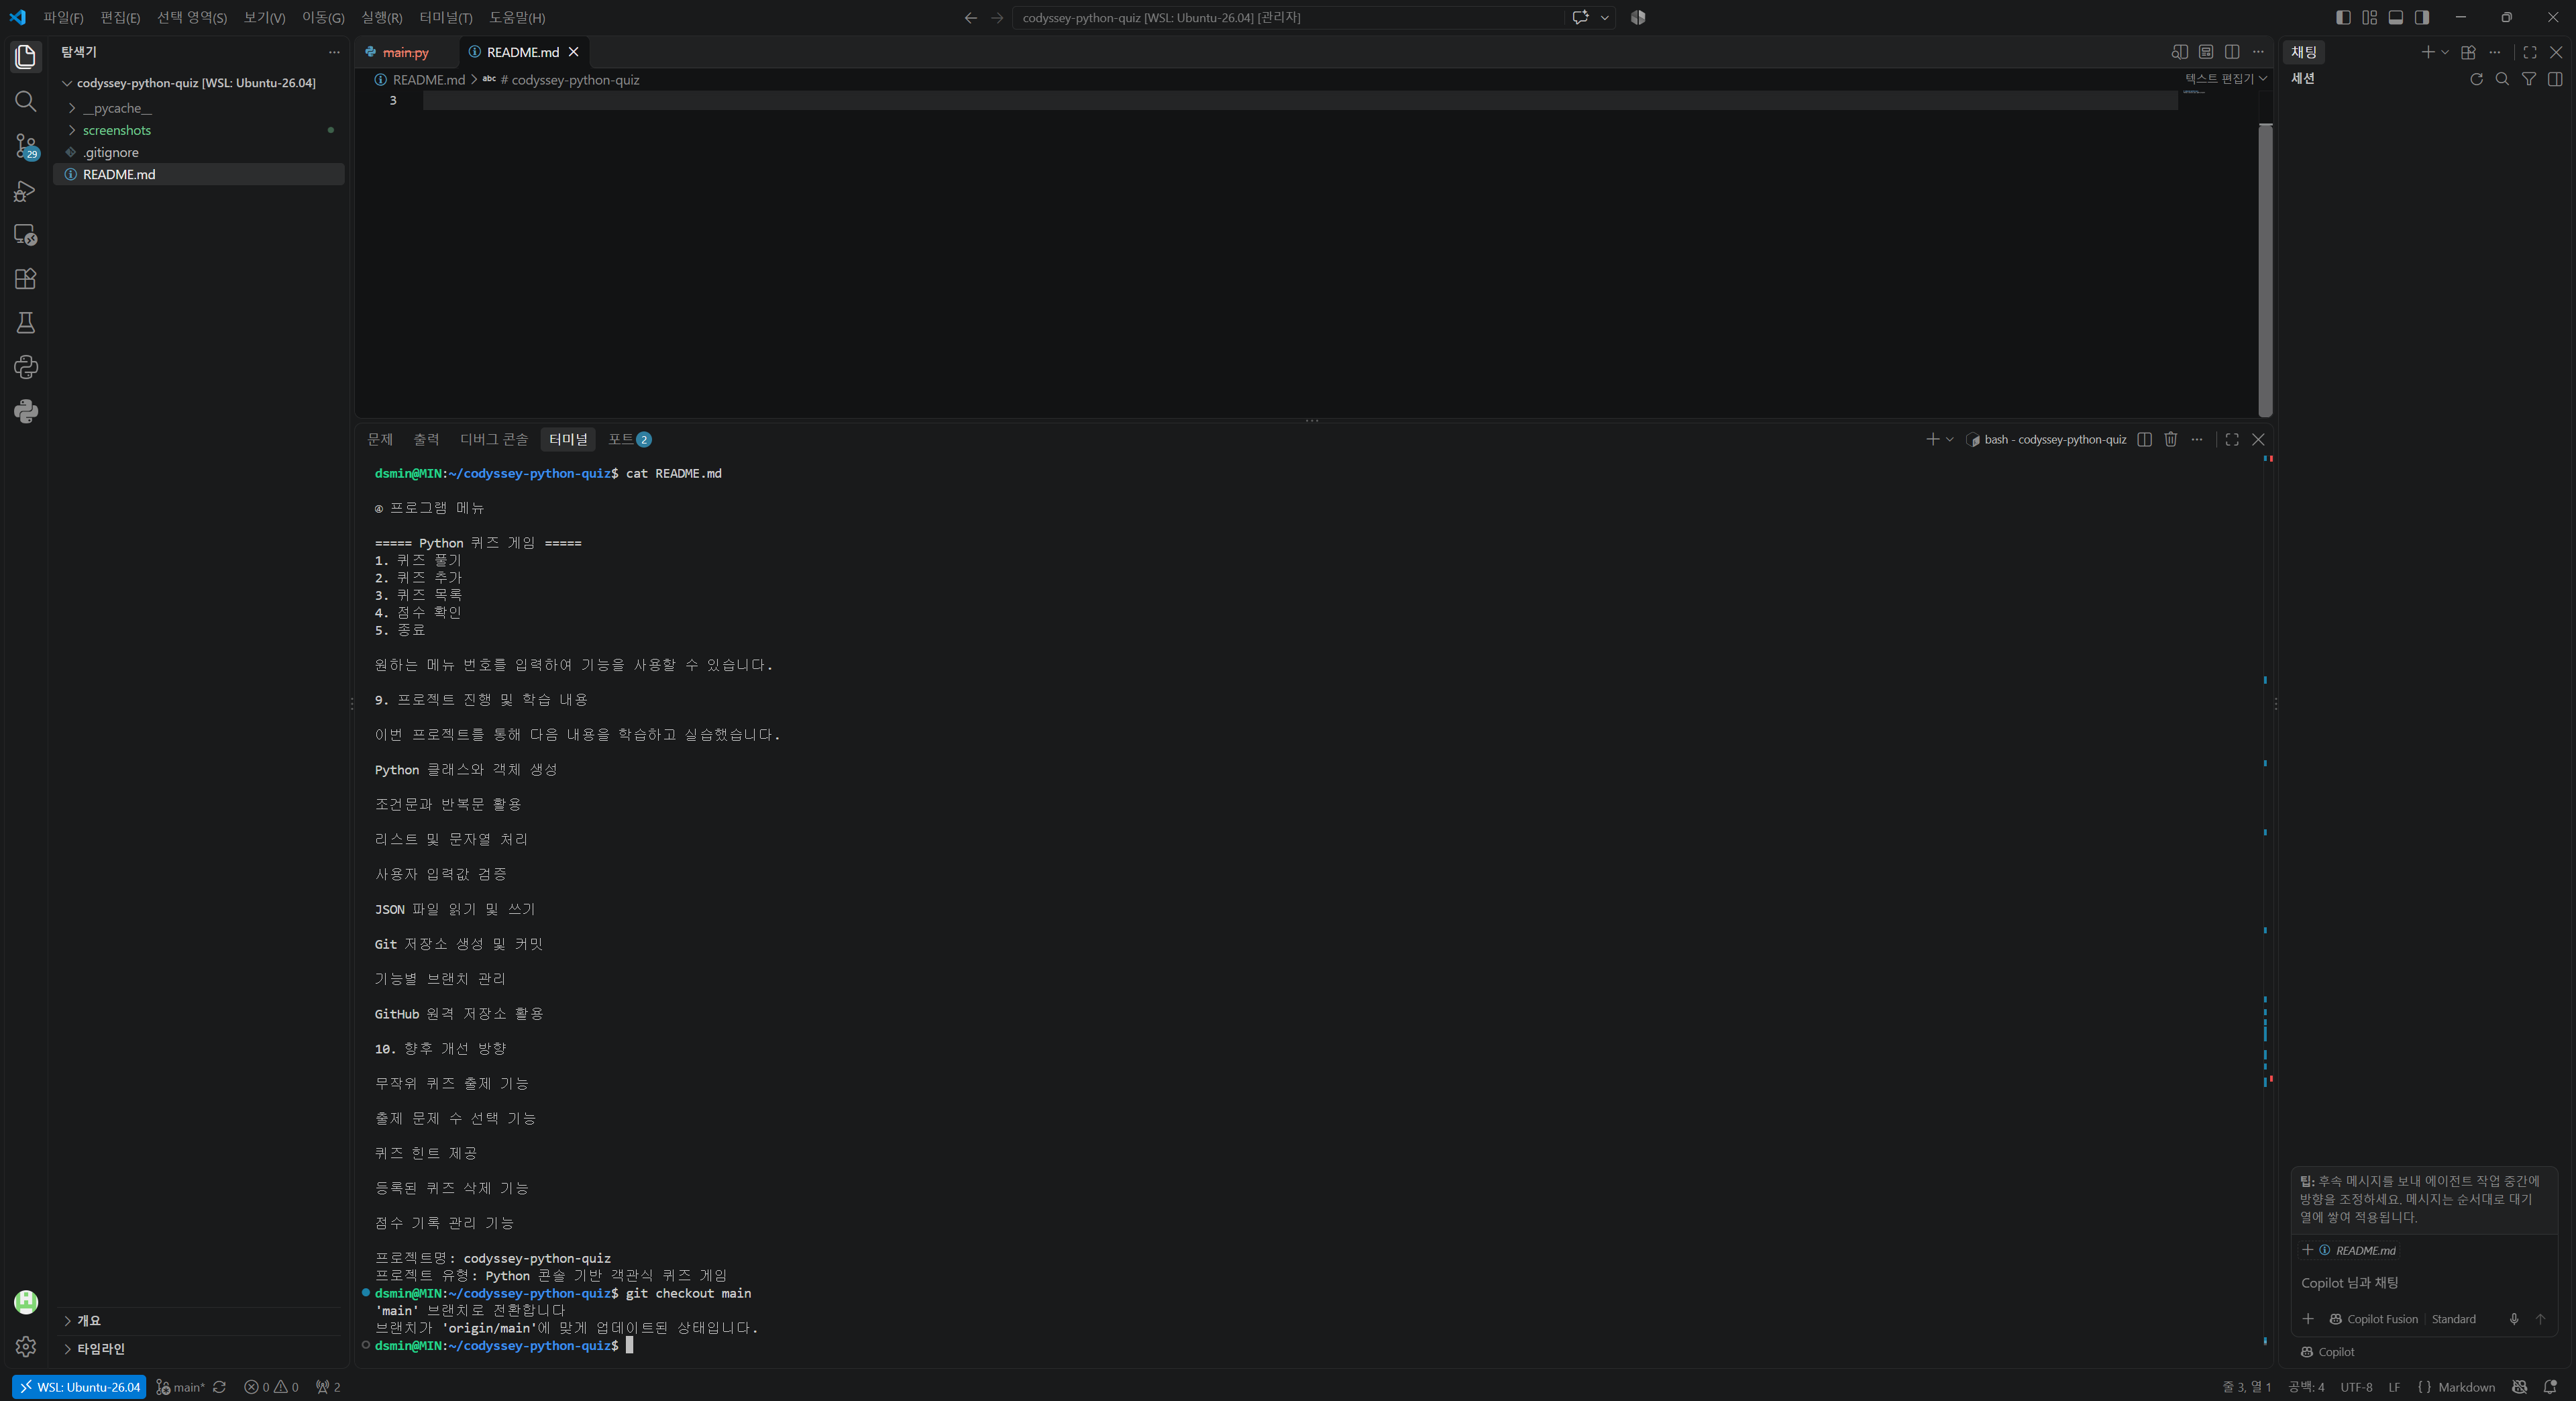 파일(F) 편집(E) 선택 영역(S) 보기(V) 이동(G) 실행(R) 터미널(T) 도움말(H)
codyssey-python-quiz [WSL: Ubuntu-26.04] [관리자]
탐색기
codyssey-python-quiz [WSL: Ubuntu-26.04]
__pycache__
screenshots
.gitignore
README.md
29
개요
타임라인
main.py
README.md
README.md > abc # codyssey-python-quiz
텍스트 편집기
3
문제 출력 디버그 콘솔 터미널 포트 2
bash - codyssey-python-quiz
dsmin@MIN:~/codyssey-python-quiz$ cat README.md
④ 프로그램 메뉴
===== Python 퀴즈 게임 =====
1. 퀴즈 풀기
2. 퀴즈 추가
3. 퀴즈 목록
4. 점수 확인
5. 종료
원하는 메뉴 번호를 입력하여 기능을 사용할 수 있습니다.
9. 프로젝트 진행 및 학습 내용
이번 프로젝트를 통해 다음 내용을 학습하고 실습했습니다.
Python 클래스와 객체 생성
조건문과 반복문 활용
리스트 및 문자열 처리
사용자 입력값 검증
JSON 파일 읽기 및 쓰기
Git 저장소 생성 및 커밋
기능별 브랜치 관리
GitHub 원격 저장소 활용
10. 향후 개선 방향
무작위 퀴즈 출제 기능
출제 문제 수 선택 기능
퀴즈 힌트 제공
등록된 퀴즈 삭제 기능
점수 기록 관리 기능
프로젝트명: codyssey-python-quiz
프로젝트 유형: Python 콘솔 기반 객관식 퀴즈 게임
dsmin@MIN:~/codyssey-python-quiz$ git checkout main
'main' 브랜치로 전환합니다
브랜치가 'origin/main'에 맞게 업데이트된 상태입니다.
dsmin@MIN:~/codyssey-python-quiz$
채팅
세션
팁: 후속 메시지를 보내 에이전트 작업 중간에
방향을 조정하세요. 메시지는 순서대로 대기
열에 쌓여 적용됩니다.
README.md
Copilot 님과 채팅
Copilot Fusion Standard
Copilot
WSL: Ubuntu-26.04 main* 0 0 2
줄 3, 열 1 공백: 4 UTF-8 LF { } Markdown